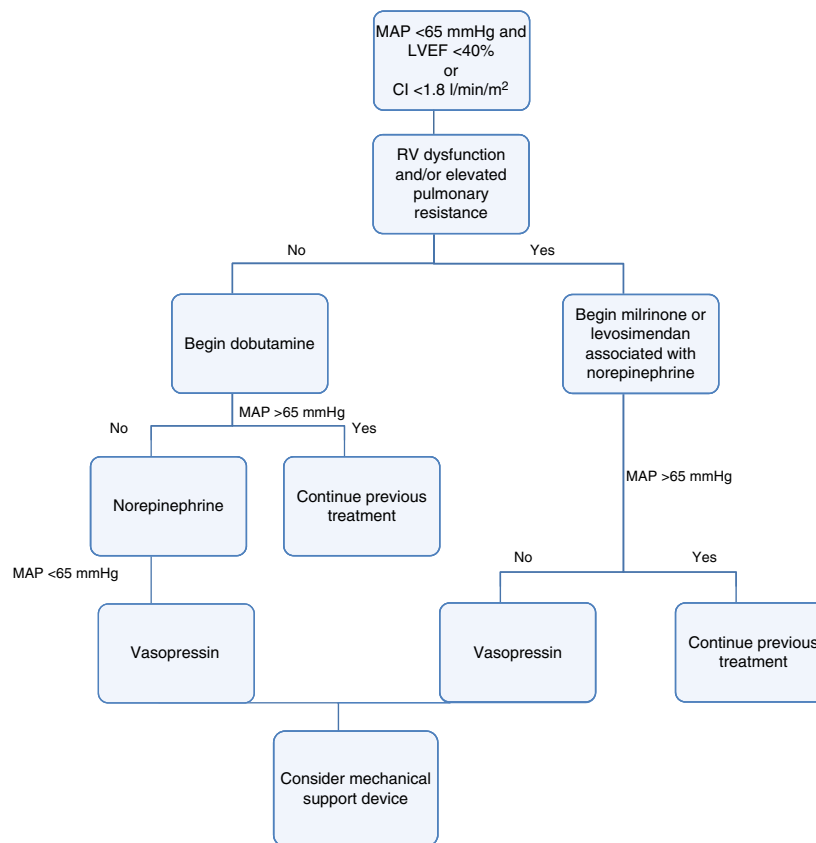 MAP <65 mmHg and
LVEF <40%
or
CI <1.8 l/min/m²
RV dysfunction
and/or elevated
pulmonary
resistance
No
Yes
Begin dobutamine
Begin milrinone or
levosimendan
associated with
norepinephrine
MAP >65 mmHg
No
Yes
Norepinephrine
Continue previous
treatment
MAP >65 mmHg
No
Yes
MAP <65 mmHg
Vasopressin
Vasopressin
Continue previous
treatment
Consider mechanical
support device